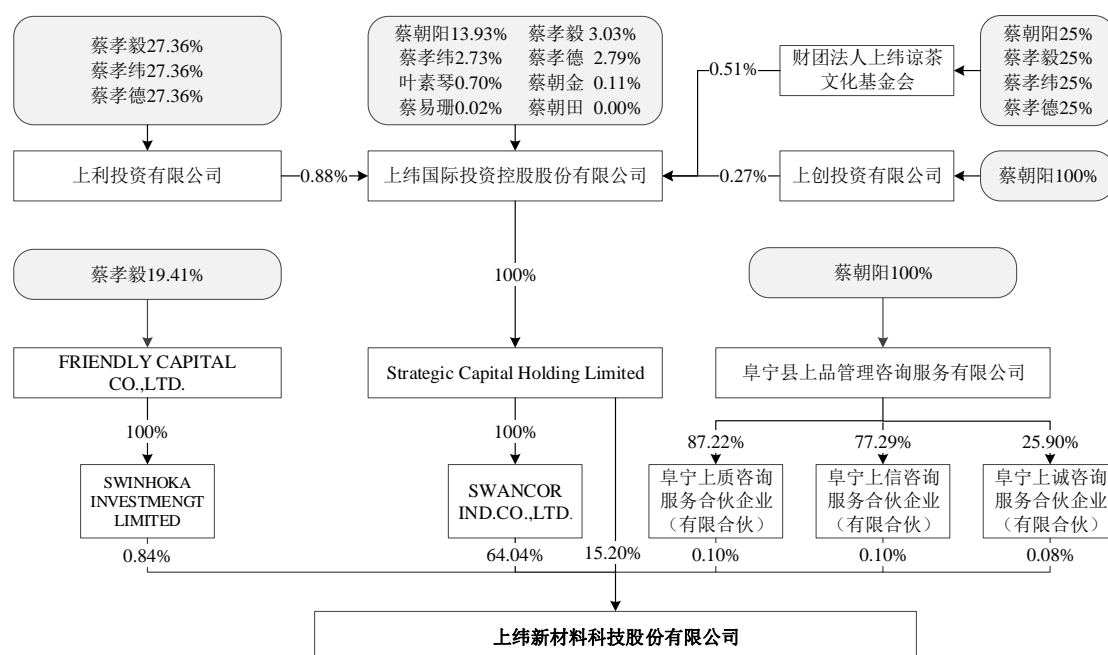 蔡孝毅27.36%
蔡孝纬27.36%
蔡孝德27.36%
蔡朝阳13.93% 蔡孝毅 3.03%
蔡孝纬2.73% 蔡孝德 2.79%
叶素琴0.70% 蔡朝金 0.11%
蔡易珊0.02% 蔡朝田 0.00%
0.51%
财团法人上纬谅茶
文化基金会
蔡朝阳25%
蔡孝毅25%
蔡孝纬25%
蔡孝德25%
上利投资有限公司
0.88%
上纬国际投资控股股份有限公司
0.27%
上创投资有限公司
蔡朝阳100%
蔡孝毅19.41%
100%
蔡朝阳100%
FRIENDLY CAPITAL
CO.,LTD.
Strategic Capital Holding Limited
阜宁县上品管理咨询服务有限公司
100%
100%
87.22%
77.29%
25.90%
SWINHOKA
INVESTMENGT
LIMITED
SWANCOR
IND.CO.,LTD.
阜宁上质咨询
服务合伙企业
（有限合伙）
阜宁上信咨询
服务合伙企业
（有限合伙）
阜宁上诚咨询
服务合伙企业
（有限合伙）
0.84%
64.04%
15.20%
0.10%
0.10%
0.08%
上纬新材料科技股份有限公司